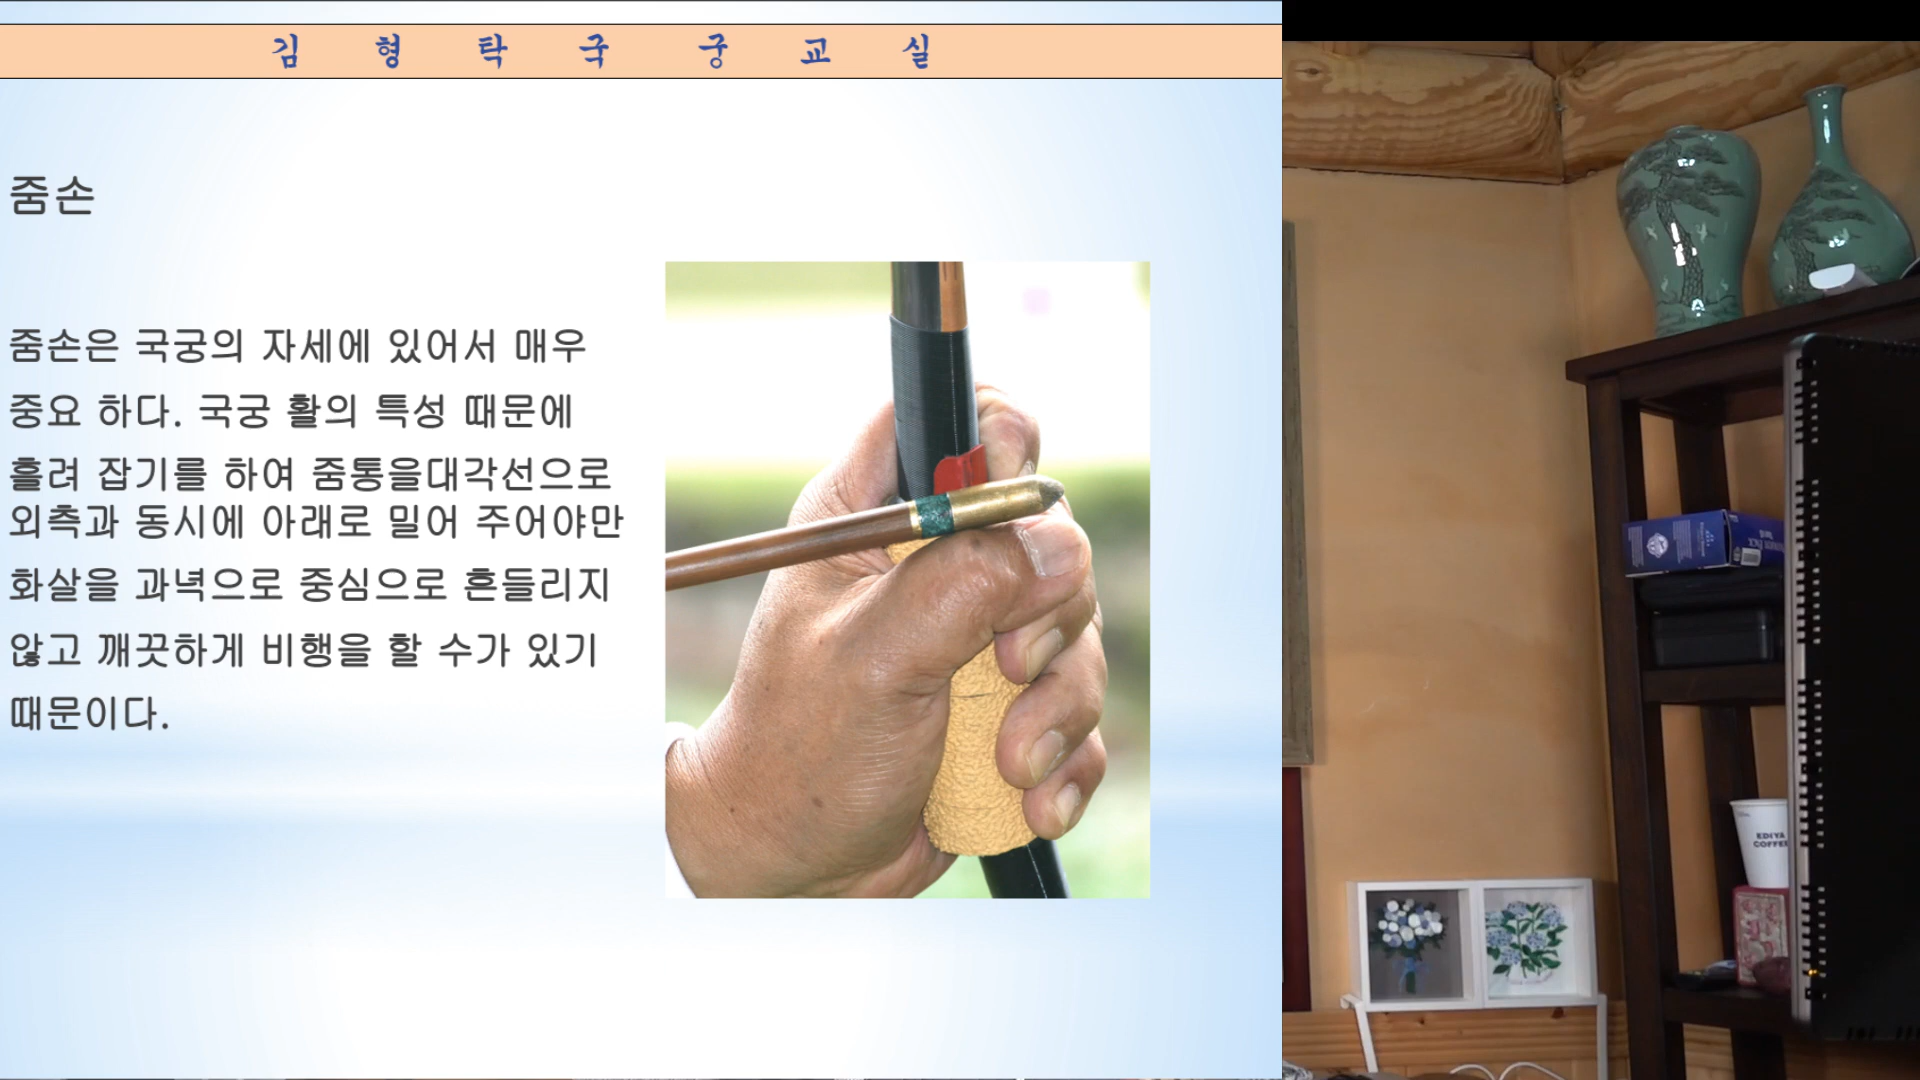 김형탁국궁교실
줌손
줌손은 국궁의 자세에 있어서 매우
중요 하다. 국궁 활의 특성 때문에
흘려 잡기를 하여 줌통을대각선으로
외측과 동시에 아래로 밀어 주어야만
화살을 과녁으로 중심으로 흔들리지
않고 깨끗하게 비행을 할 수가 있기
때문이다.
EDIYA
COFFEE